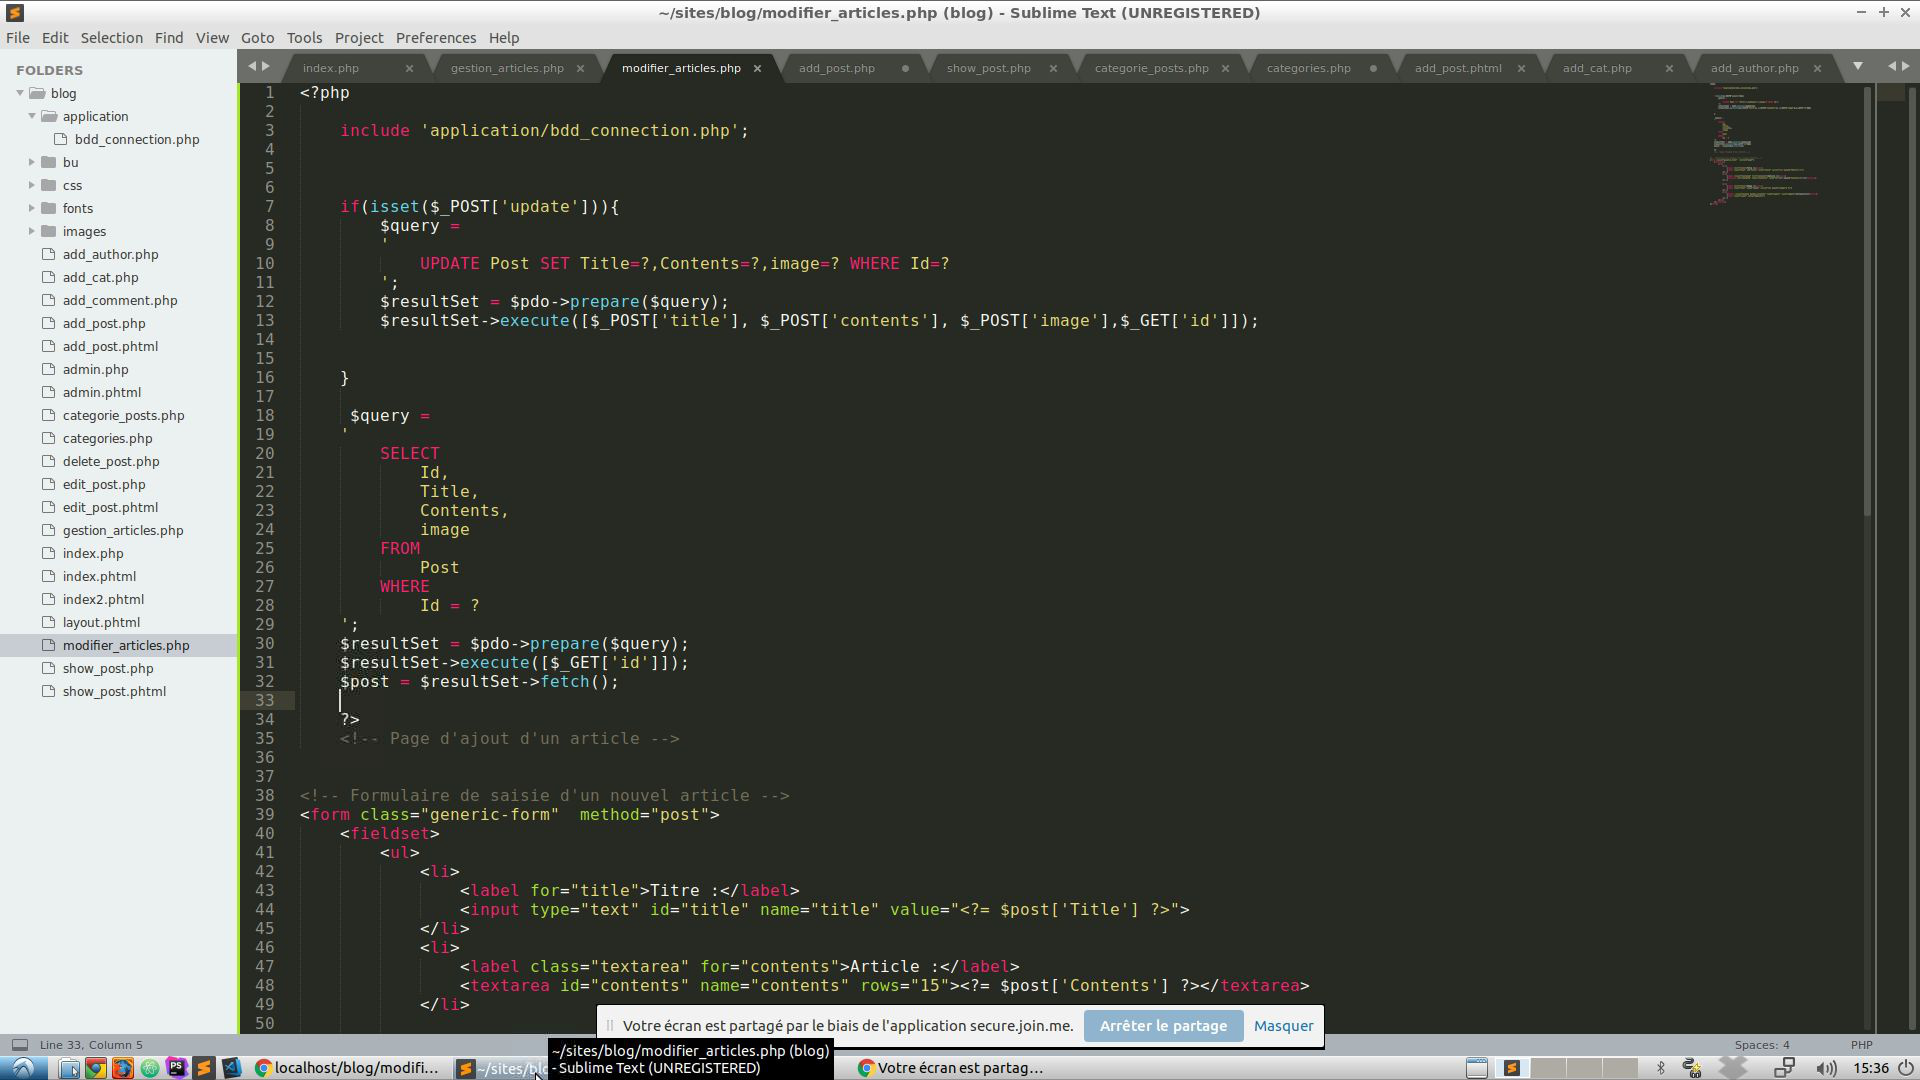 ~/sites/blog/modifier_articles.php (blog) - Sublime Text (UNREGISTERED)
File Edit Selection Find View Goto Tools Project Preferences Help
FOLDERS
blog
application
bdd_connection.php
bu
css
fonts
images
add_author.php
add_cat.php
add_comment.php
add_post.php
add_post.phtml
admin.php
admin.phtml
categorie_posts.php
categories.php
delete_post.php
edit_post.php
edit_post.phtml
gestion_articles.php
index.php
index.phtml
index2.phtml
layout.phtml
modifier_articles.php
show_post.php
show_post.phtml
index.php gestion_articles.php modifier_articles.php add_post.php show_post.php categorie_posts.php categories.php add_post.phtml add_cat.php add_author.php
1 <?php
2
3 include 'application/bdd_connection.php';
4
5
6
7 if(isset($_POST['update'])){
8 $query =
9 '
10 UPDATE Post SET Title=?,Contents=?,image=? WHERE Id=?
11 ';
12 $resultSet = $pdo->prepare($query);
13 $resultSet->execute([$_POST['title'], $_POST['contents'], $_POST['image'],$_GET['id']]);
14
15
16 }
17
18 $query =
19 '
20 SELECT
21 Id,
22 Title,
23 Contents,
24 image
25 FROM
26 Post
27 WHERE
28 Id = ?
29 ';
30 $resultSet = $pdo->prepare($query);
31 $resultSet->execute([$_GET['id']]);
32 $post = $resultSet->fetch();
33
34 ?>
35 <!-- Page d'ajout d'un article -->
36
37
38 <!-- Formulaire de saisie d'un nouvel article -->
39 <form class="generic-form"  method="post">
40 <fieldset>
41 <ul>
42 <li>
43 <label for="title">Titre :</label>
44 <input type="text" id="title" name="title" value="<?= $post['Title'] ?>">
45 </li>
46 <li>
47 <label class="textarea" for="contents">Article :</label>
48 <textarea id="contents" name="contents" rows="15"><?= $post['Contents'] ?></textarea>
49 </li>
50
Votre écran est partagé par le biais de l'application secure.join.me. Arrêter le partage Masquer
Line 33, Column 5 Spaces: 4 PHP
~/sites/blog/modifier_articles.php (blog)
- Sublime Text (UNREGISTERED)
localhost/blog/modifi... ~/sites/blo Votre écran est partag... 15:36